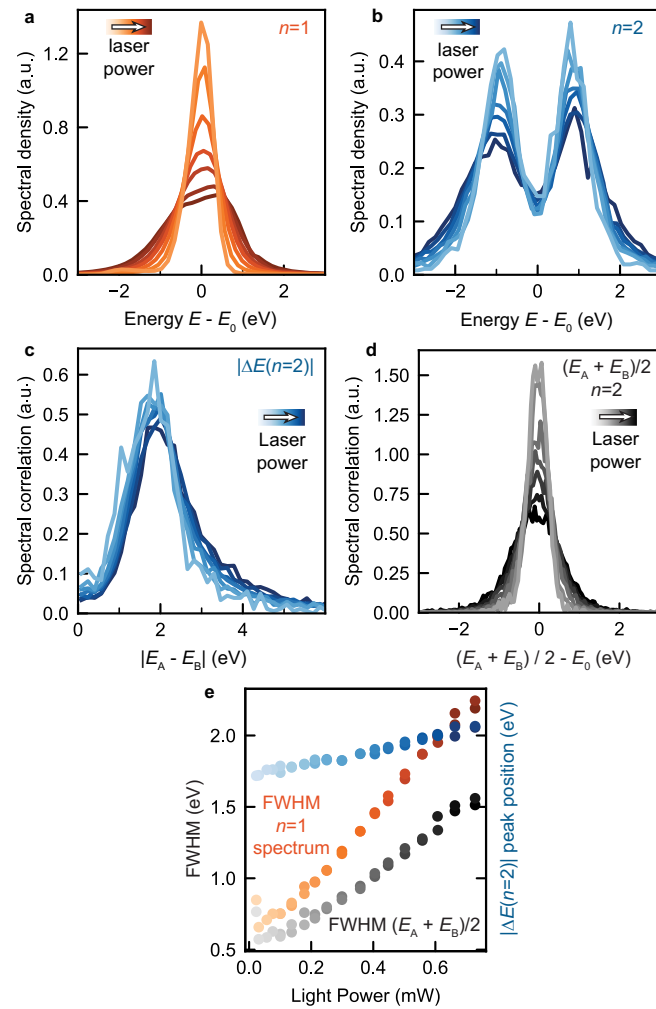 a
laser
power
n=1
1.2
0.8
0.4
0.0
Spectral density (a.u.)
−2
0
2
Energy E - E0 (eV)
b
laser
power
n=2
0.4
0.3
0.2
0.1
0.0
Spectral density (a.u.)
−2
0
2
Energy E - E0 (eV)
c
|ΔE(n=2)|
Laser
power
0.6
0.5
0.4
0.3
0.2
0.1
0.0
Spectral correlation (a·u·)
0
2
4
|EA - EB| (eV)
d
(EA + EB)/2
n=2
Laser
power
1.50
1.25
1.00
0.75
0.50
0.25
0.00
Spectral correlation (a.u.)
−2
0
2
(EA + EB) / 2 - E0 (eV)
e
2.0
1.5
1.0
0.5
FWHM (eV)
FWHM
n=1
spectrum
FWHM (EA + EB)/2
|ΔE(n=2)| peak position (eV)
0.0
0.2
0.4
0.6
Light Power (mW)